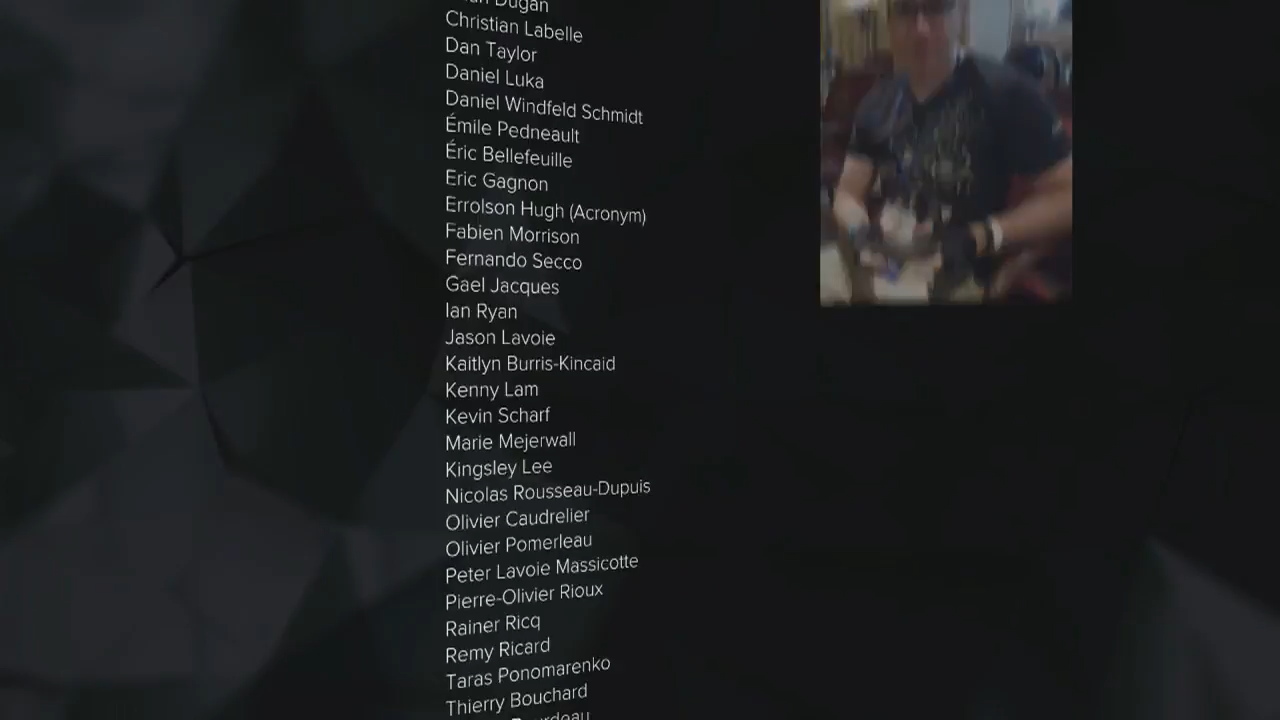 Dugan
Christian Labelle
Dan Taylor
Daniel Luka
Daniel Windfeld Schmidt
Émile Pedneault
Éric Bellefeuille
Eric Gagnon
Errolson Hugh (Acronym)
Fabien Morrison
Fernando Secco
Gael Jacques
Ian Ryan
Jason Lavoie
Kaitlyn Burris-Kincaid
Kenny Lam
Kevin Scharf
Marie Mejerwall
Kingsley Lee
Nicolas Rousseau-Dupuis
Olivier Caudrelier
Olivier Pomerleau
Peter Lavoie Massicotte
Pierre-Olivier Rioux
Rainer Ricq
Remy Ricard
Taras Ponomarenko
Thierry Bouchard